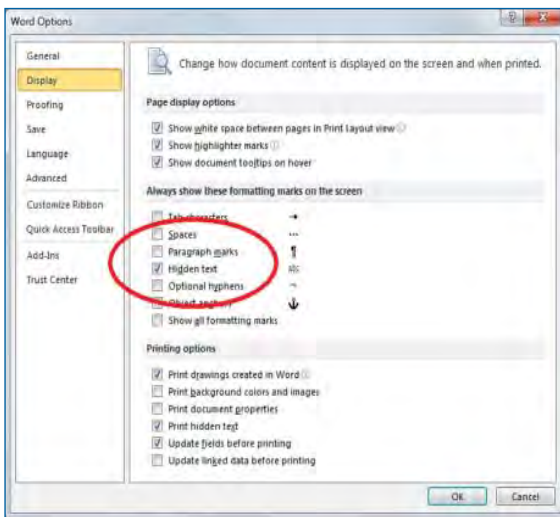 Word Options
General
Display
Proofing
Save
Language
Advanced
Customize Ribbon
Quick Access Toolbar
Add-Ins
Trust Center
Change how document content is displayed on the screen and when printed.
Page display options
Show white space between pages in Print Layout view
Show highlighter marks
Show document tooltips on hover
Always show these formatting marks on the screen
Tab characters →
Spaces ···
Paragraph marks ¶
Hidden text abc
Optional hyphens ¬
Object anchors
Show all formatting marks
Printing options
Print drawings created in Word
Print background colors and images
Print document properties
Print hidden text
Update fields before printing
Update linked data before printing
OK Cancel